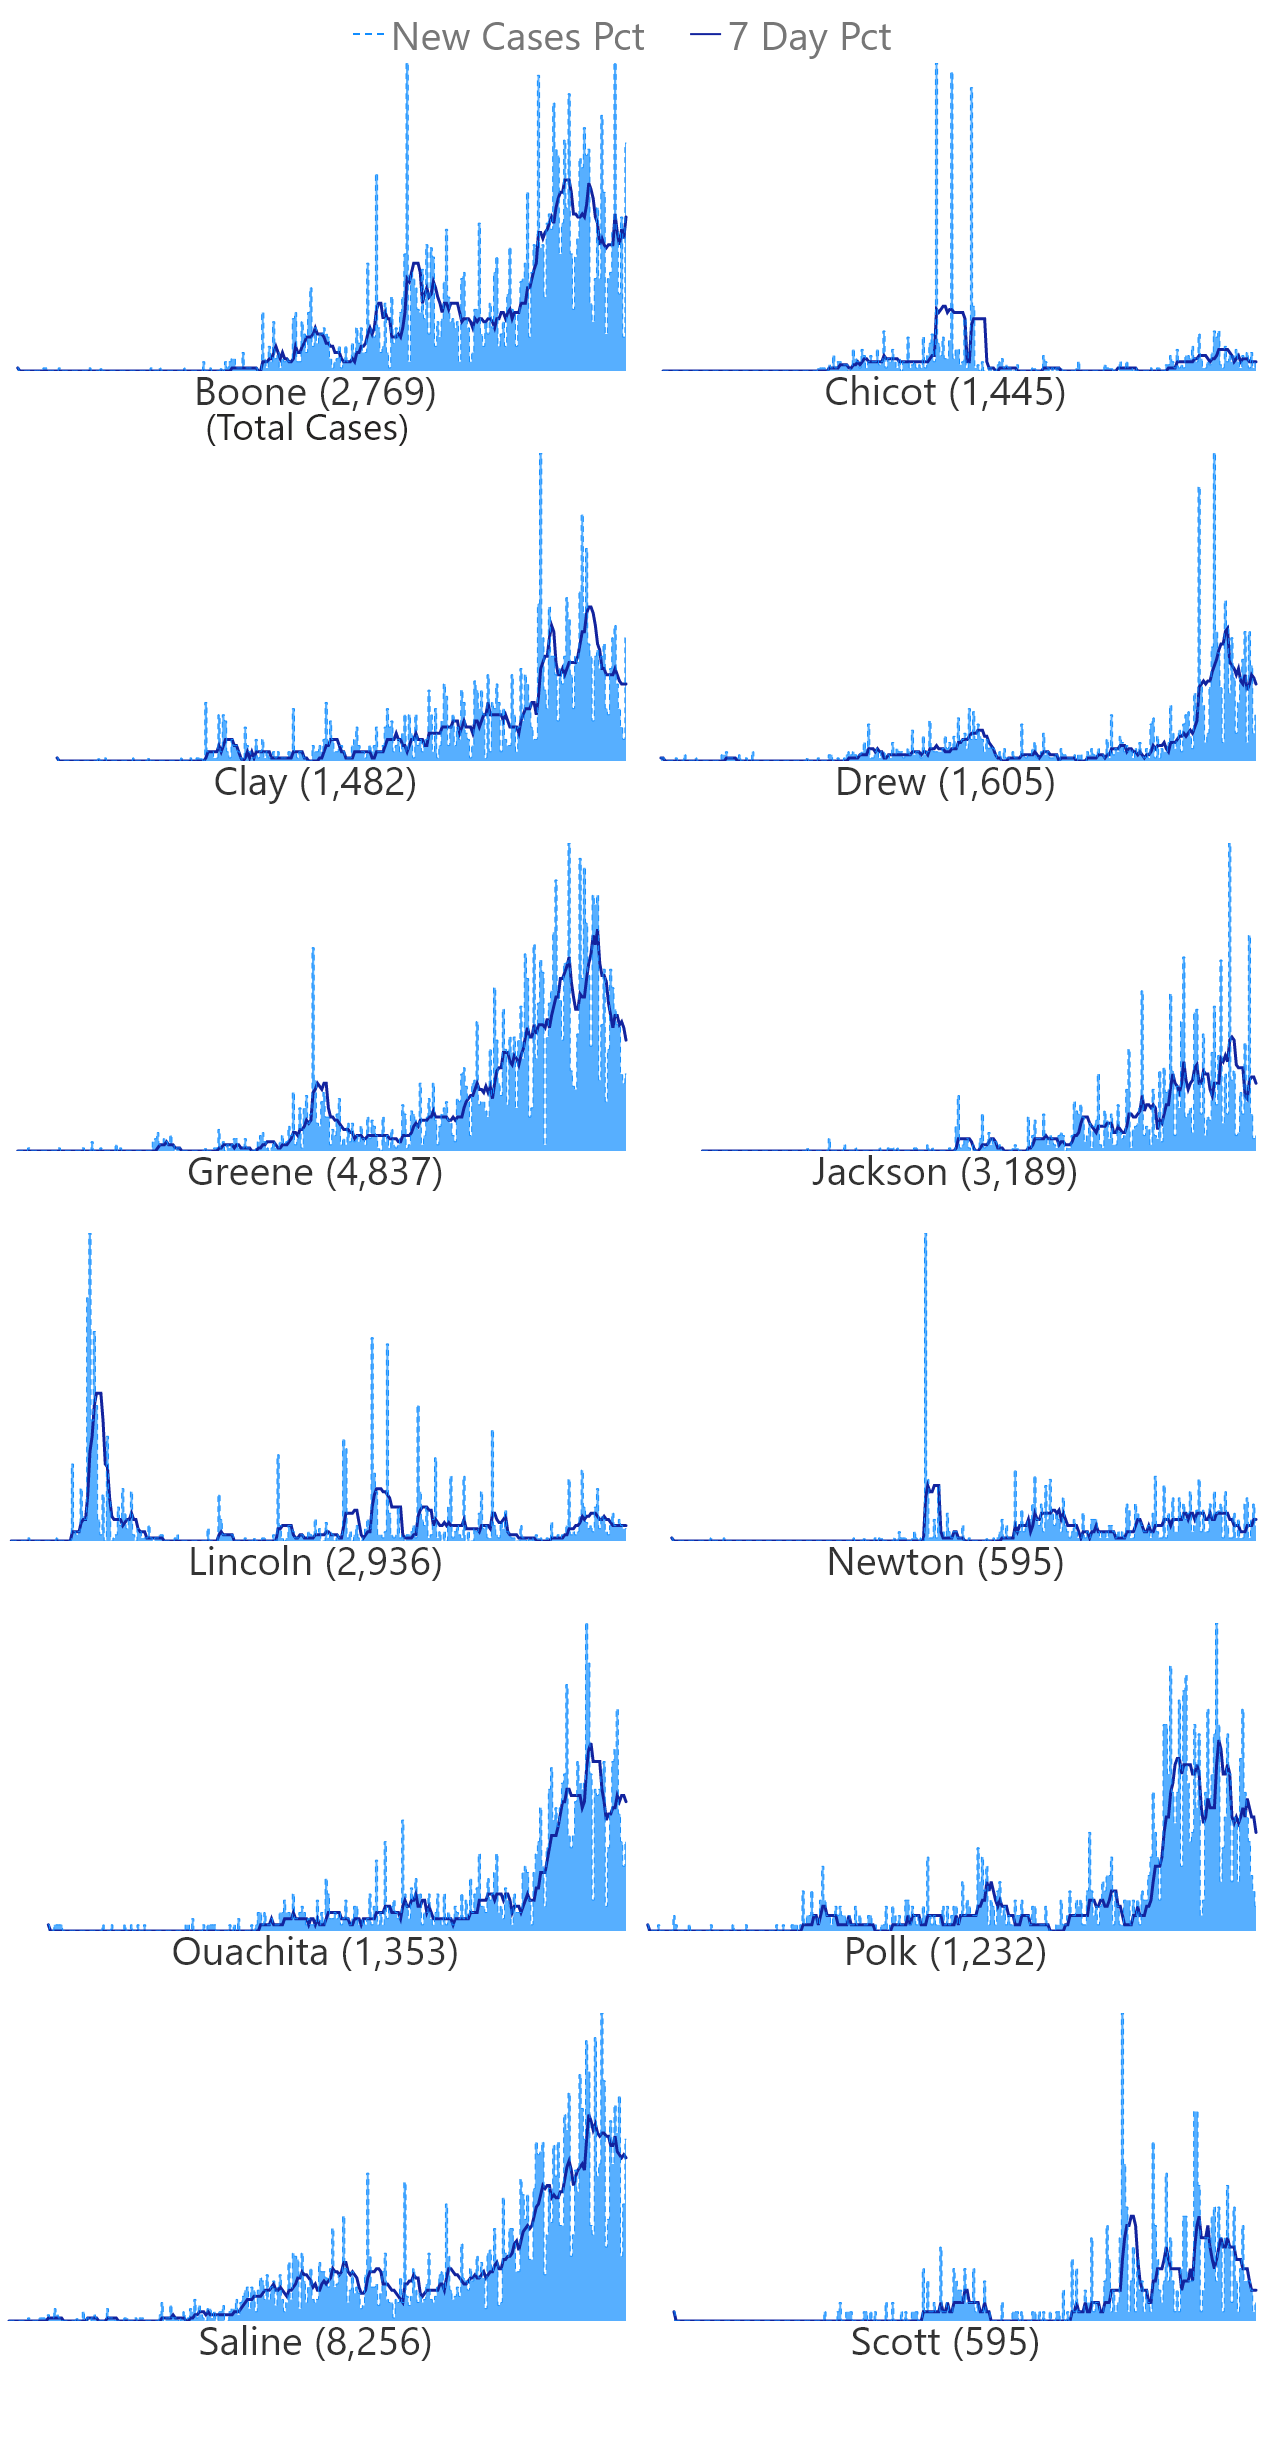 New Cases Pct 7 Day Pct
Boone (2,769) Chicot (1,445)
(Total Cases)
Clay (1,482) Drew (1,605)
Greene (4,837) Jackson (3,189)
Lincoln (2,936) Newton (595)
Ouachita (1,353) Polk (1,232)
Saline (8,256) Scott (595)